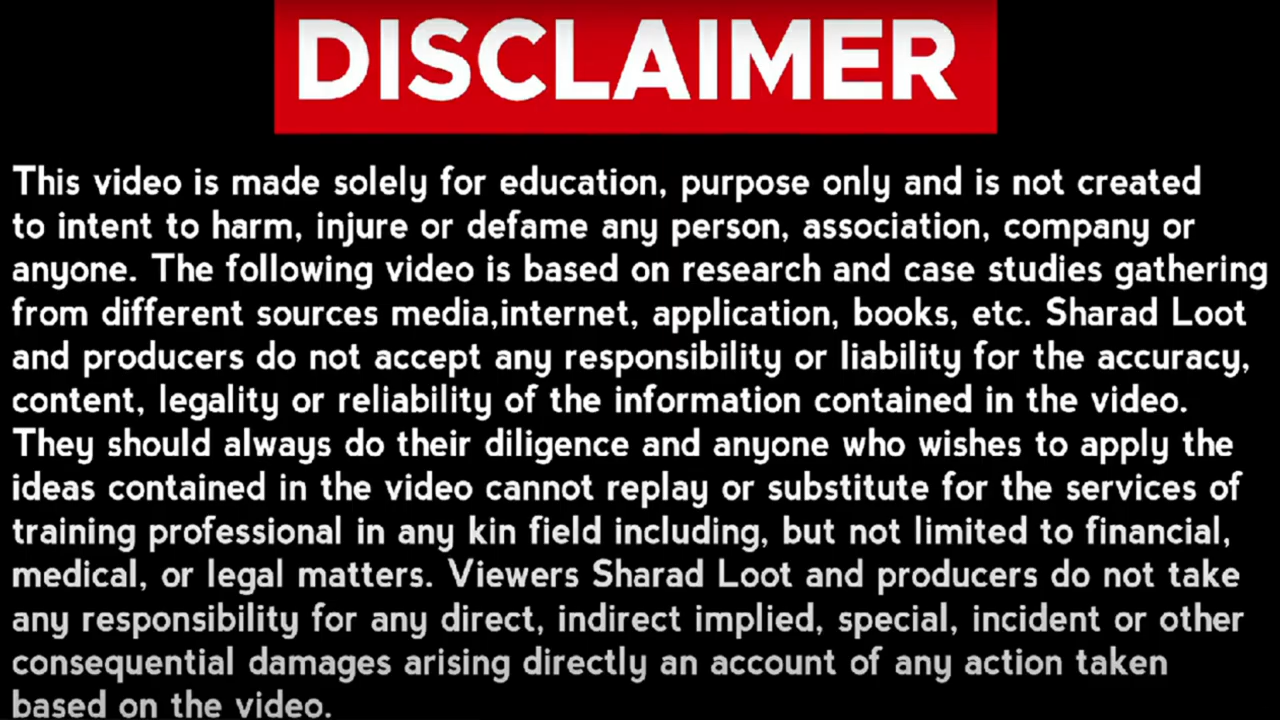 DISCLAIMER
This video is made solely for education, purpose only and is not created
to intent to harm, injure or defame any person, association, company or
anyone. The following video is based on research and case studies gathering
from different sources media,internet, application, books, etc. Sharad Loot
and producers do not accept any responsibility or liability for the accuracy,
content, legality or reliability of the information contained in the video.
They should always do their diligence and anyone who wishes to apply the
ideas contained in the video cannot replay or substitute for the services of
training professional in any kin field including, but not limited to financial,
medical, or legal matters. Viewers Sharad Loot and producers do not take
any responsibility for any direct, indirect implied, special, incident or other
consequential damages arising directly an account of any action taken
based on the video.